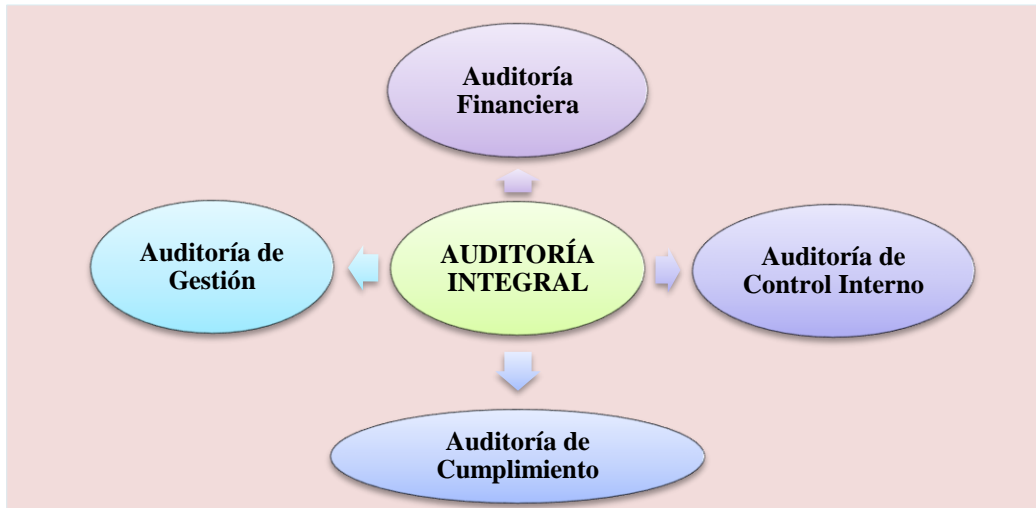 Auditoría
Financiera
Auditoría de
Gestión
AUDITORÍA
INTEGRAL
Auditoría de
Control Interno
Auditoría de
Cumplimiento